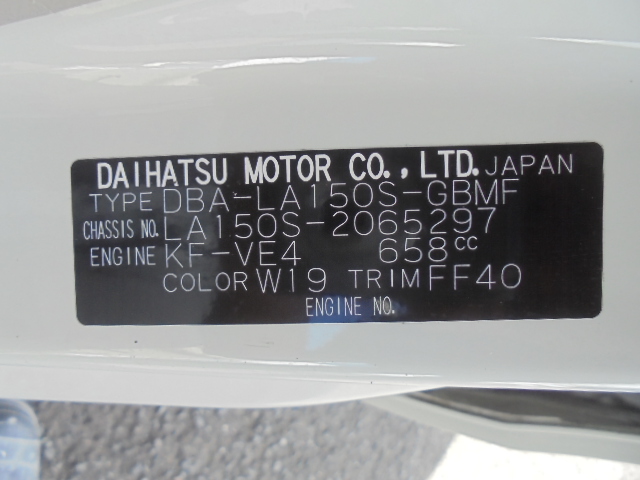 DAIHATSU MOTOR CO., LTD. JAPAN
TYPE DBA-LA150S-GBMF
CHASSIS NO. LA150S-2065297
ENGINE KF-VE4 658cc
COLOR W19 TRIM FF40
ENGINE NO.